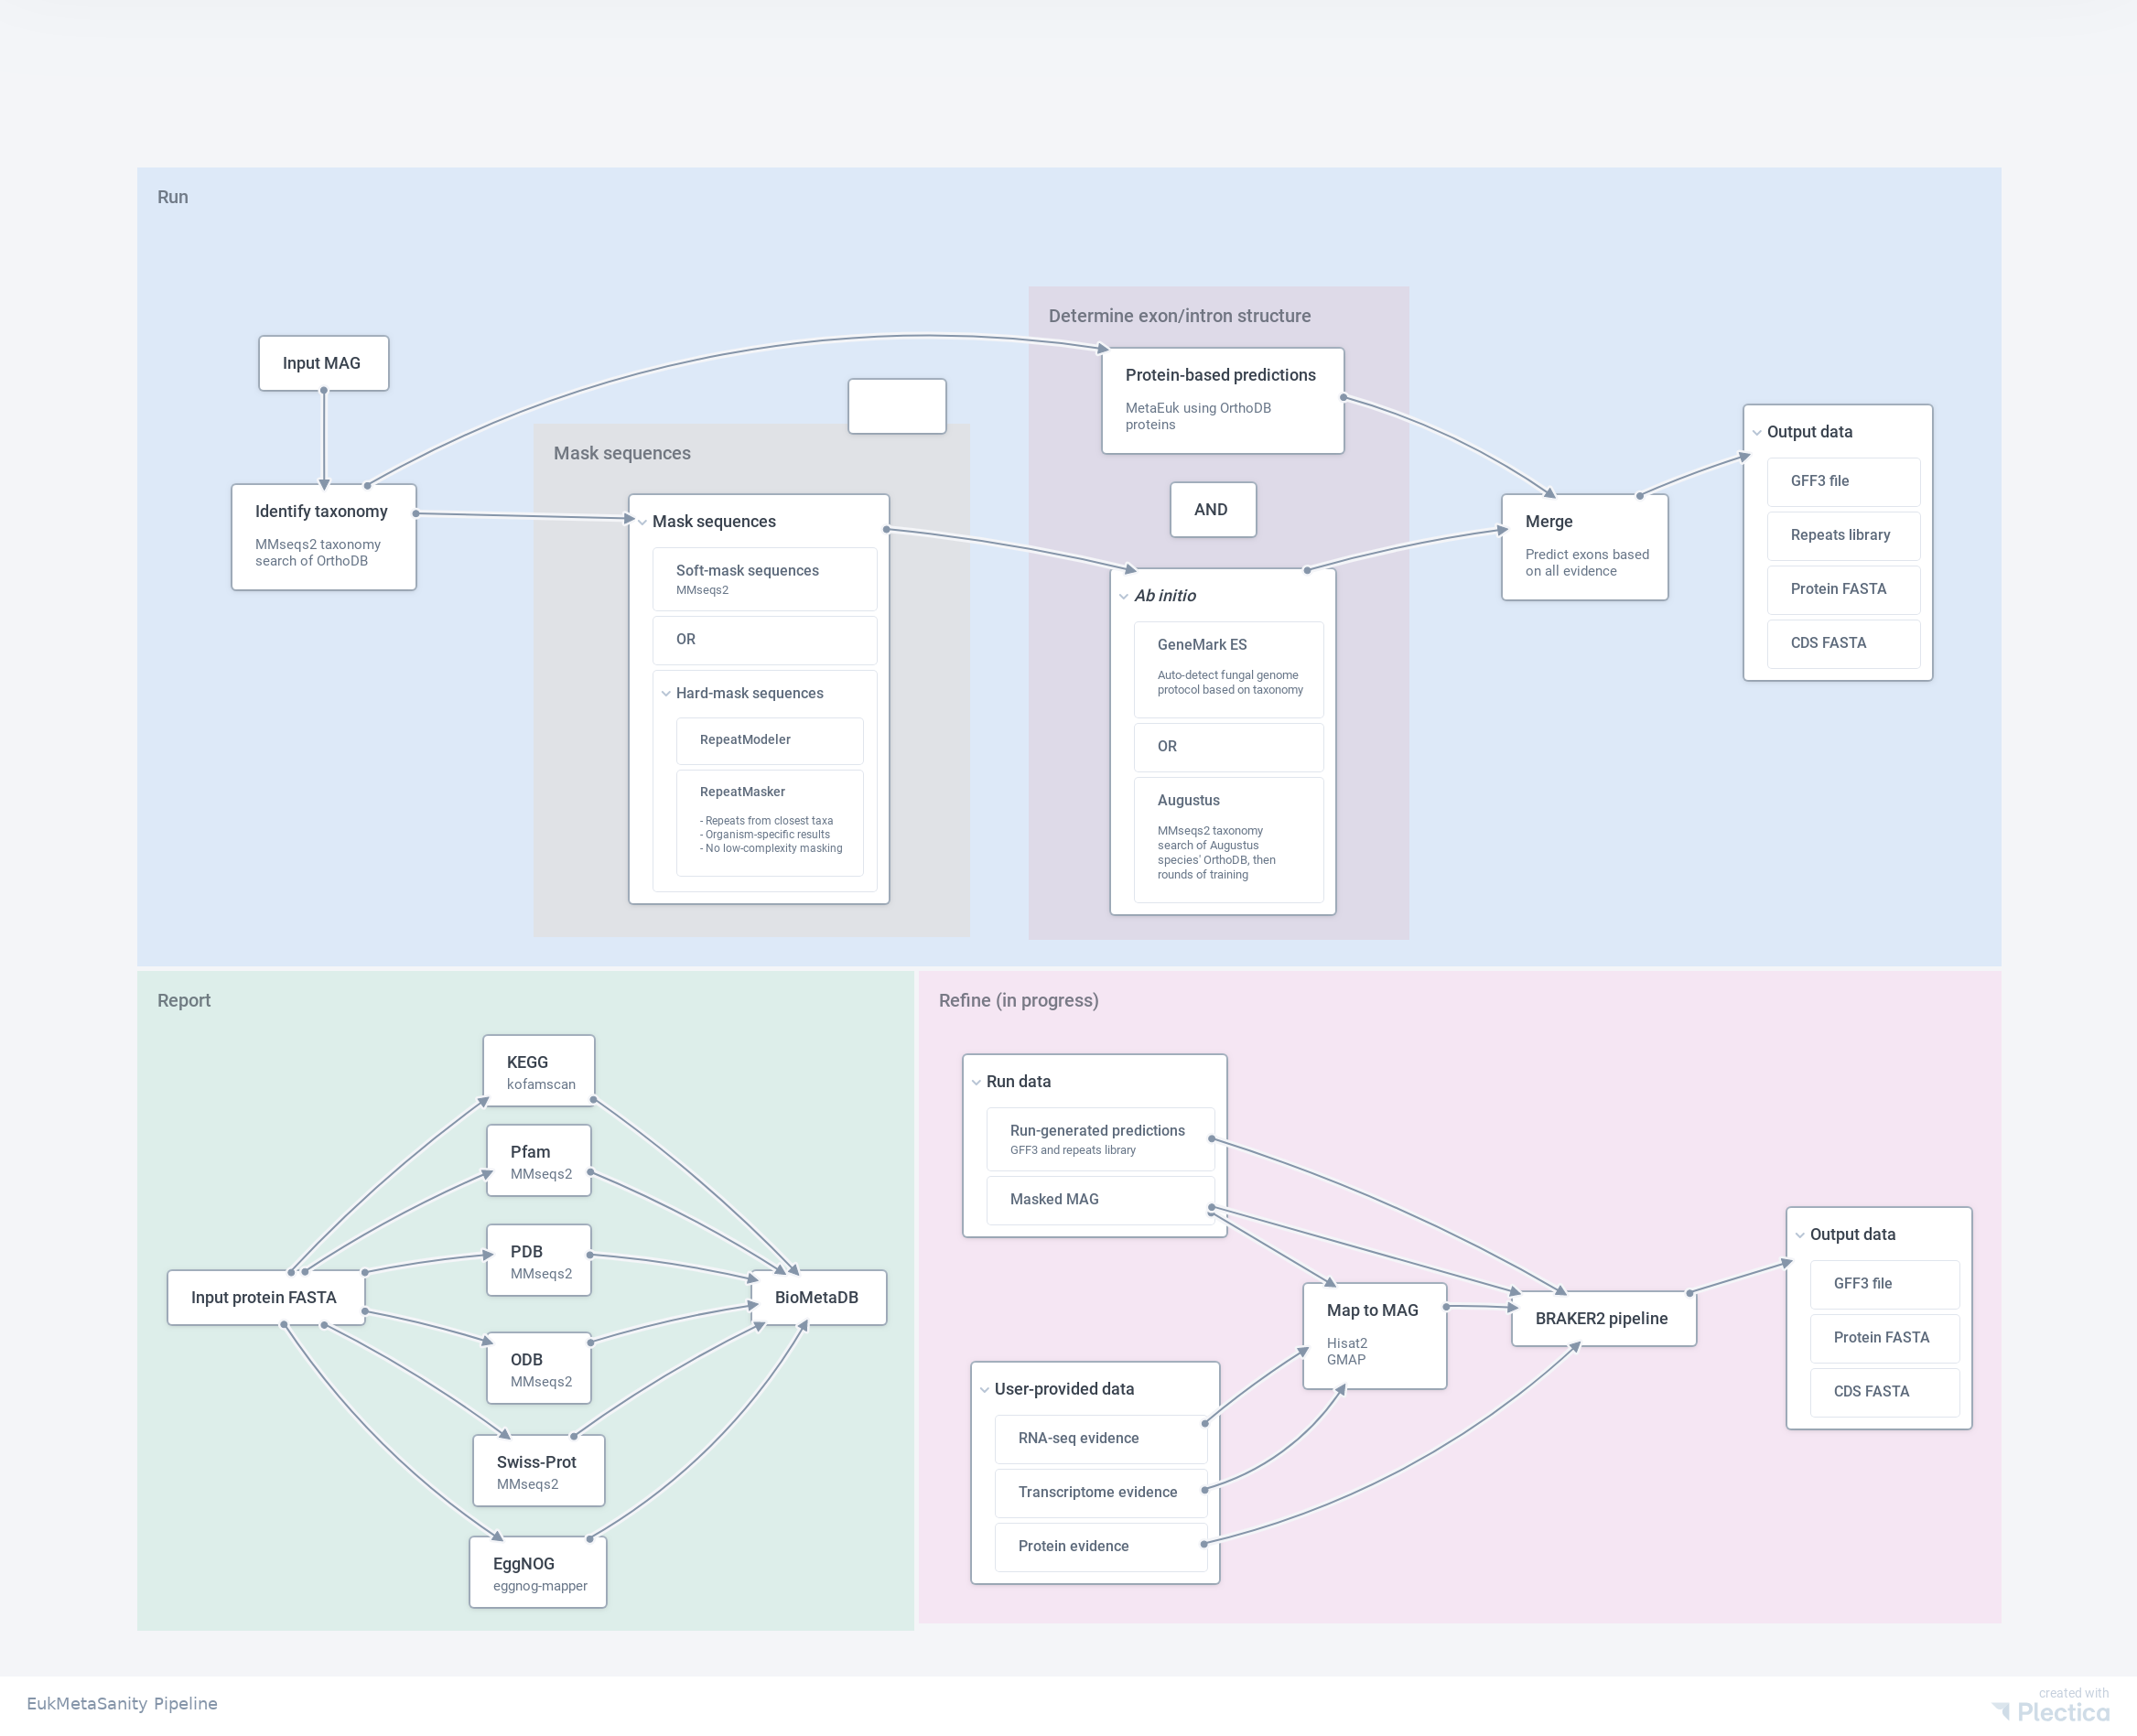 Run
Input MAG
Identify taxonomy
MMseqs2 taxonomy
search of OrthoDB
Mask sequences
Mask sequences
Soft-mask sequences
MMseqs2
OR
Hard-mask sequences
RepeatModeler
RepeatMasker
- Repeats from closest taxa
- Organism-specific results
- No low-complexity masking
Determine exon/intron structure
Protein-based predictions
MetaEuk using OrthoDB
proteins
AND
Ab initio
GeneMark ES
Auto-detect fungal genome
protocol based on taxonomy
OR
Augustus
MMseqs2 taxonomy
search of Augustus
species' OrthoDB, then
rounds of training
Merge
Predict exons based
on all evidence
Output data
GFF3 file
Repeats library
Protein FASTA
CDS FASTA
Report
Input protein FASTA
KEGG
kofamscan
Pfam
MMseqs2
PDB
MMseqs2
ODB
MMseqs2
Swiss-Prot
MMseqs2
EggNOG
eggnog-mapper
BioMetaDB
Refine (in progress)
Run data
Run-generated predictions
GFF3 and repeats library
Masked MAG
User-provided data
RNA-seq evidence
Transcriptome evidence
Protein evidence
Map to MAG
Hisat2
GMAP
BRAKER2 pipeline
Output data
GFF3 file
Protein FASTA
CDS FASTA
EukMetaSanity Pipeline
created with
Plectica